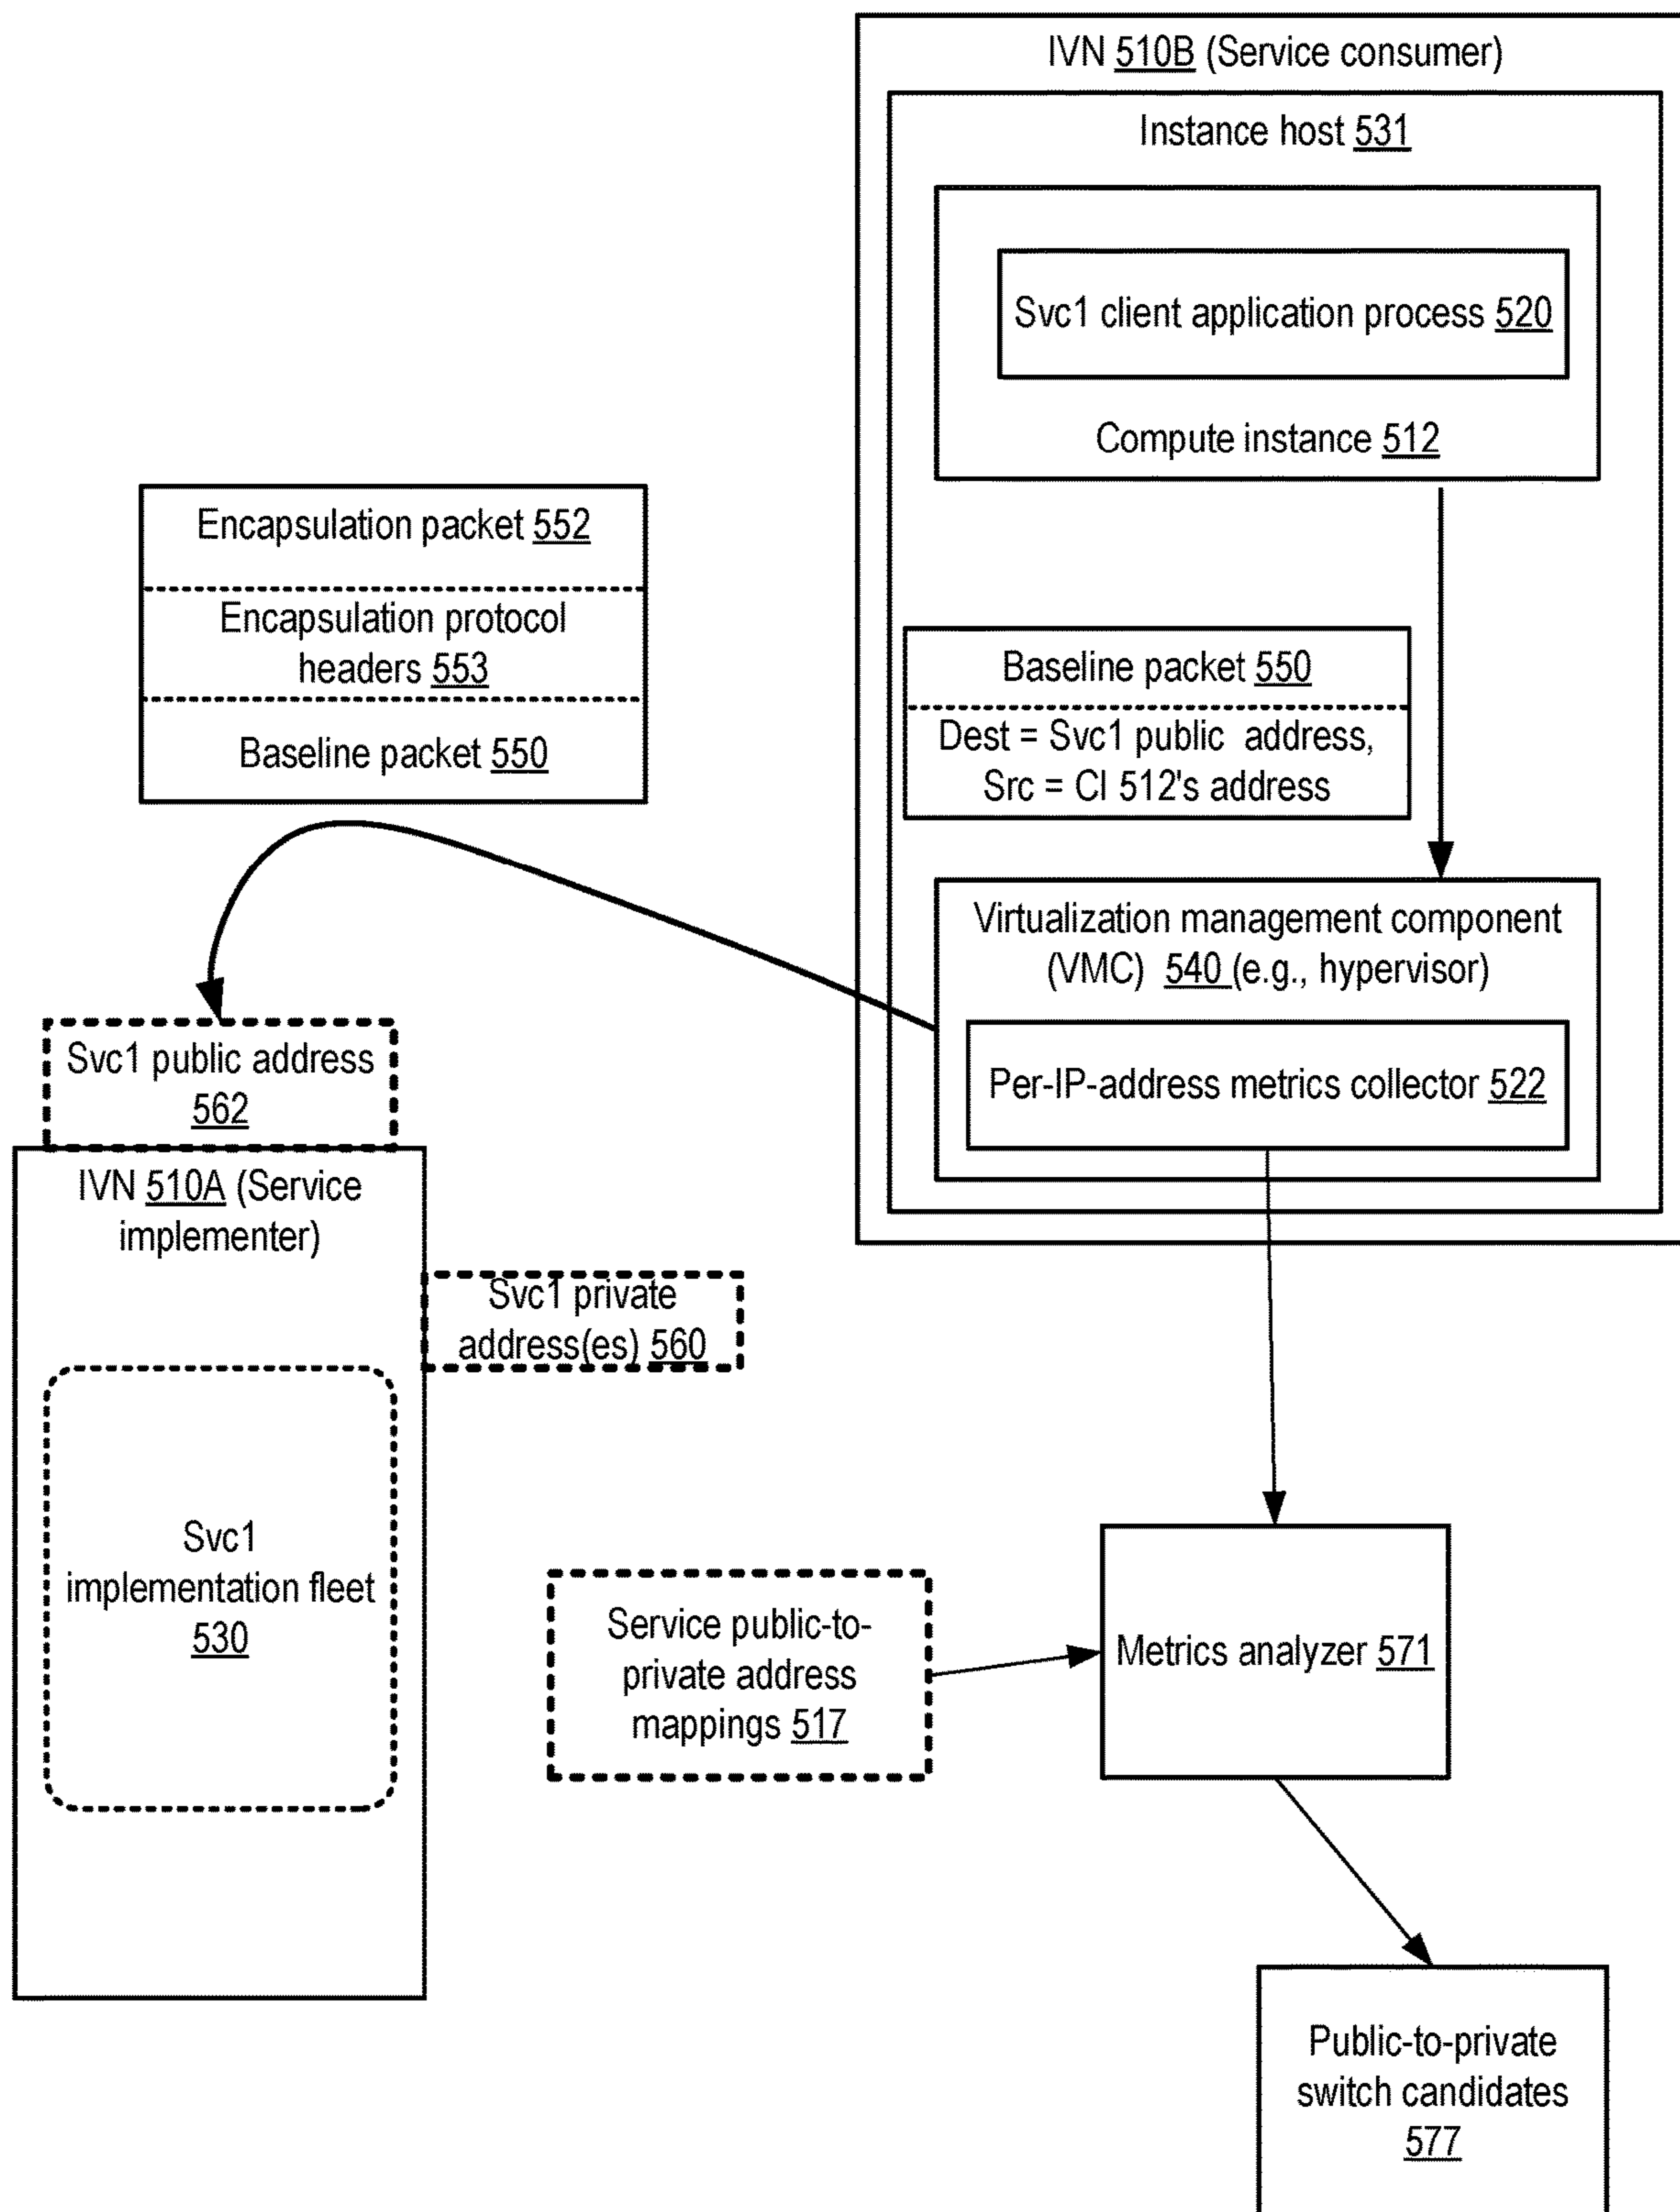 IVN 510B (Service consumer)
Instance host 531
Svc1 client application process 520
Compute instance 512
Encapsulation packet 552
Encapsulation protocol
headers 553
Baseline packet 550
Baseline packet 550
Dest = Svc1 public address,
Src = CI 512's address
Virtualization management component
(VMC) 540 (e.g., hypervisor)
Per-IP-address metrics collector 522
Svc1 public address
562
IVN 510A (Service
implementer)
Svc1 private
address(es) 560
Svc1
implementation fleet
530
Service public-to-
private address
mappings 517
Metrics analyzer 571
Public-to-private
switch candidates
577